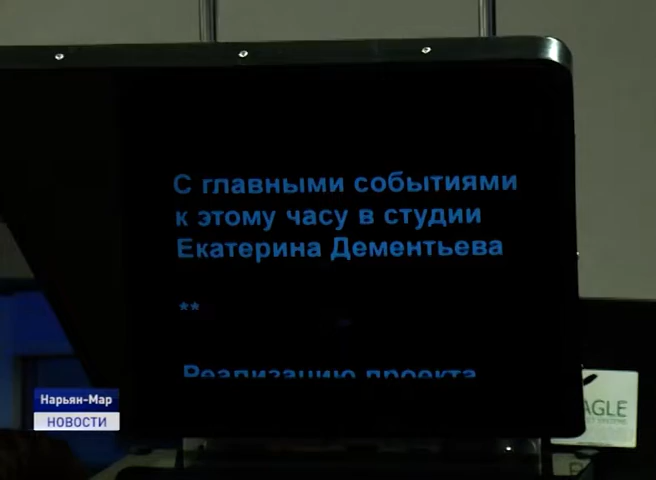 С главными событиями
к этому часу в студии
Екатерина Дементьева
**
Реализацию проекта
Нарьян-Мар
НОВОСТИ
AGLE